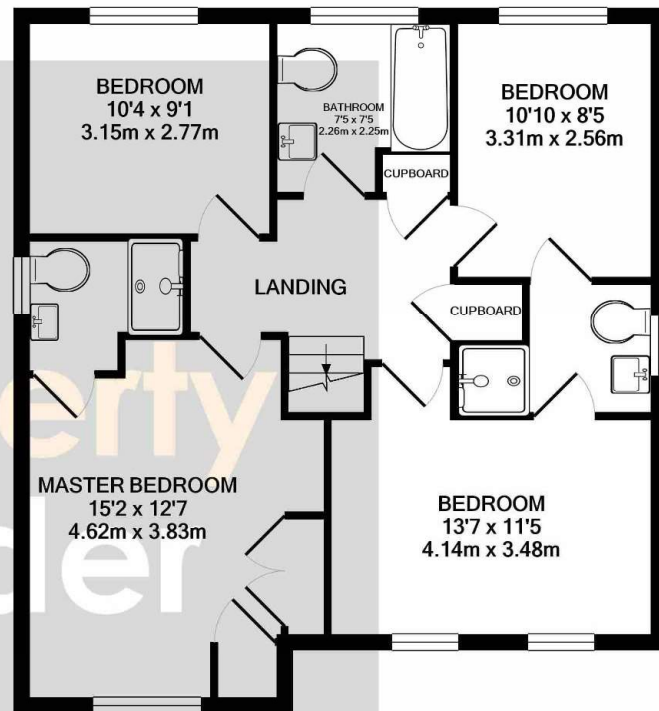 BEDROOM
10'4 x 9'1
3.15m x 2.77m
BATHROOM
7'5 x 7'5
2.26m x 2.25m
BEDROOM
10'10 x 8'5
3.31m x 2.56m
CUPBOARD
LANDING
CUPBOARD
MASTER BEDROOM
15'2 x 12'7
4.62m x 3.83m
BEDROOM
13'7 x 11'5
4.14m x 3.48m
erty
der